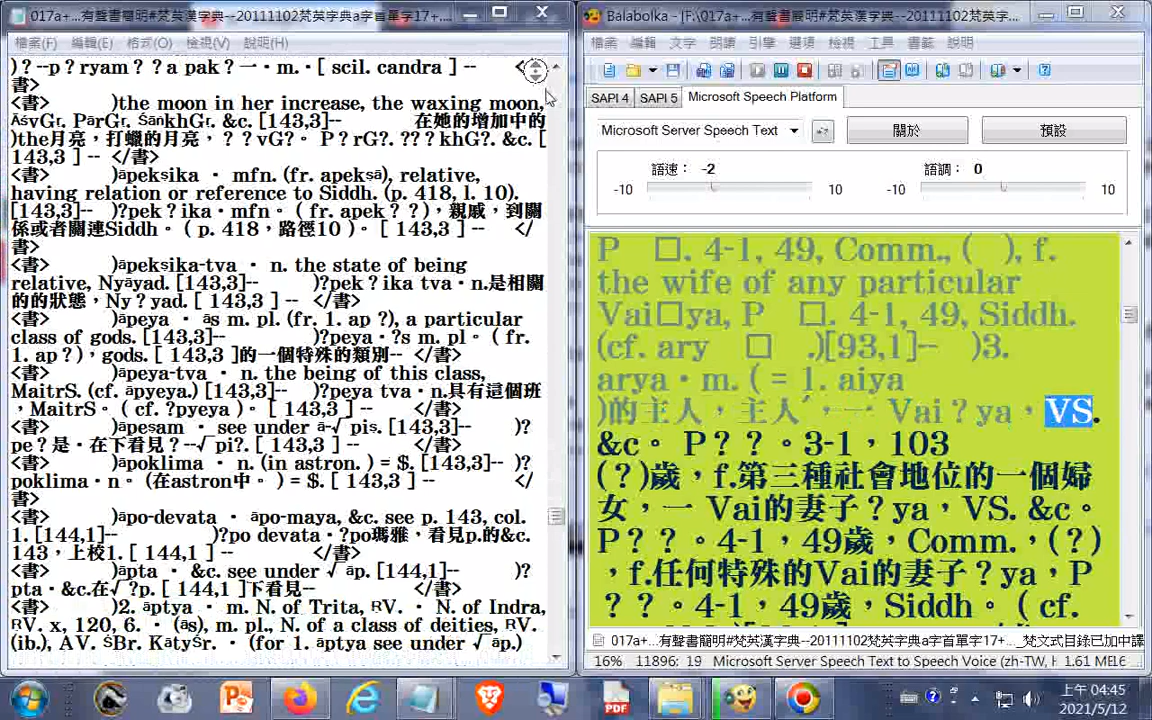 017a+...有聲書簡明#梵英漢字典--20111102梵英字典a字首單字17+...
檔案(F) 編輯(E) 格式(O) 檢視(V) 說明(H)
)？--p？ryam？？a pak？一・m.・[ scil. candra ] -- <
書>
<書> )the moon in her increase, the waxing moon,
ĀśvGṛ. PārGṛ. ŚāṅkhGṛ. &c. [143,3]-- 在她的增加中的
)the月亮，打蠟的月亮，？？vG?。P？rG?. ???khG?. &c. [
143,3 ] -- </書>
<書> )āpekṣika ・ mfn. (fr. apekṣā), relative,
having relation or reference to Siddh. (p. 418, l. 10).
[143,3]-- )?pek？ika・mfn。( fr. apek？？)，親戚，到關
係或者關連Siddh。( p. 418，路徑10 )。[ 143,3 ] -- </
書>
<書> )āpekṣika-tva ・ n. the state of being
relative, Nyāyad. [143,3]-- )?pek？ika tva・n.是相關
的的狀態，Ny？yad. [ 143,3 ] -- </書>
<書> )āpeya ・ ās m. pl. (fr. 1. ap ?), a particular
class of gods. [143,3]-- )?peya・?s m. pl。( fr.
1. ap？)，gods. [ 143,3 ]的一個特殊的類別-- </書>
<書> )āpeya-tva ・ n. the being of this class,
MaitrS. (cf. āpyeya.) [143,3]-- )?peya tva・n.具有這個班
，MaitrS。( cf. ?pyeya )。[ 143,3 ] -- </書>
<書> )āpesam ・ see under ā-√ pis. [143,3]-- )?
pe？是・在下看見？--√ pi?. [ 143,3 ] -- </書>
<書> )āpoklima ・ n. (in astron. ) = $. [143,3]-- )?
poklima・n。(在astron中。) = $. [ 143,3 ] -- </
書>
<書> )āpo-devata ・ āpo-maya, &c. see p. 143, col.
1. [144,1]-- )?po devata・?po瑪雅，看見p.的&c.
143，上校1. [ 144,1 ] -- </書>
<書> )āpta ・ &c. see under √ āp. [144,1]-- )?
pta・&c.在√ ?p. [ 144,1 ]下看見-- </書>
<書> )2. āptya ・ m. N. of Trita, RV. ・ N. of Indra,
RV. x, 120, 6. ・ (ās), m. pl., N. of a class of deities, RV.
(ib.), AV. ŚBr. KātyŚr. ・ (for 1. āptya see under √ āp.)
Balabolka - [F:\017a+...有聲書簡明#梵英漢字典--20111102梵英字...
檔案 編輯 文字 朗讀 引擎 選項 檢視 工具 書籤 說明
SAPI 4 SAPI 5 Microsoft Speech Platform
Microsoft Server Speech Text 關於 預設
語速： -2 語調： 0
-10 10 -10 10
P □. 4-1, 49, Comm., ( ), f.
the wife of any particular
Vai□ya, P □. 4-1, 49, Siddh.
(cf. ary □ .)[93,1]-- )3.
arya・m. ( = 1. aiya
)的主人，主人′，一 Vai？ya，VS.
&c。P？？。3-1，103
(？)歲，f.第三種社會地位的一個婦
女，一 Vai的妻子？ya，VS. &c。
P？？。4-1，49歲，Comm.，(？)
，f.任何特殊的Vai的妻子？ya，P
？？。4-1，49歲，Siddh。( cf.
017a+...有聲書簡明#梵英漢字典--20111102梵英字典a字首單字17+..._梵文式目錄已加中譯
16% 11896: 19 Microsoft Server Speech Text to Speech Voice (zh-TW, H 1.61 МЕБ
上午 04:45
2021/5/12